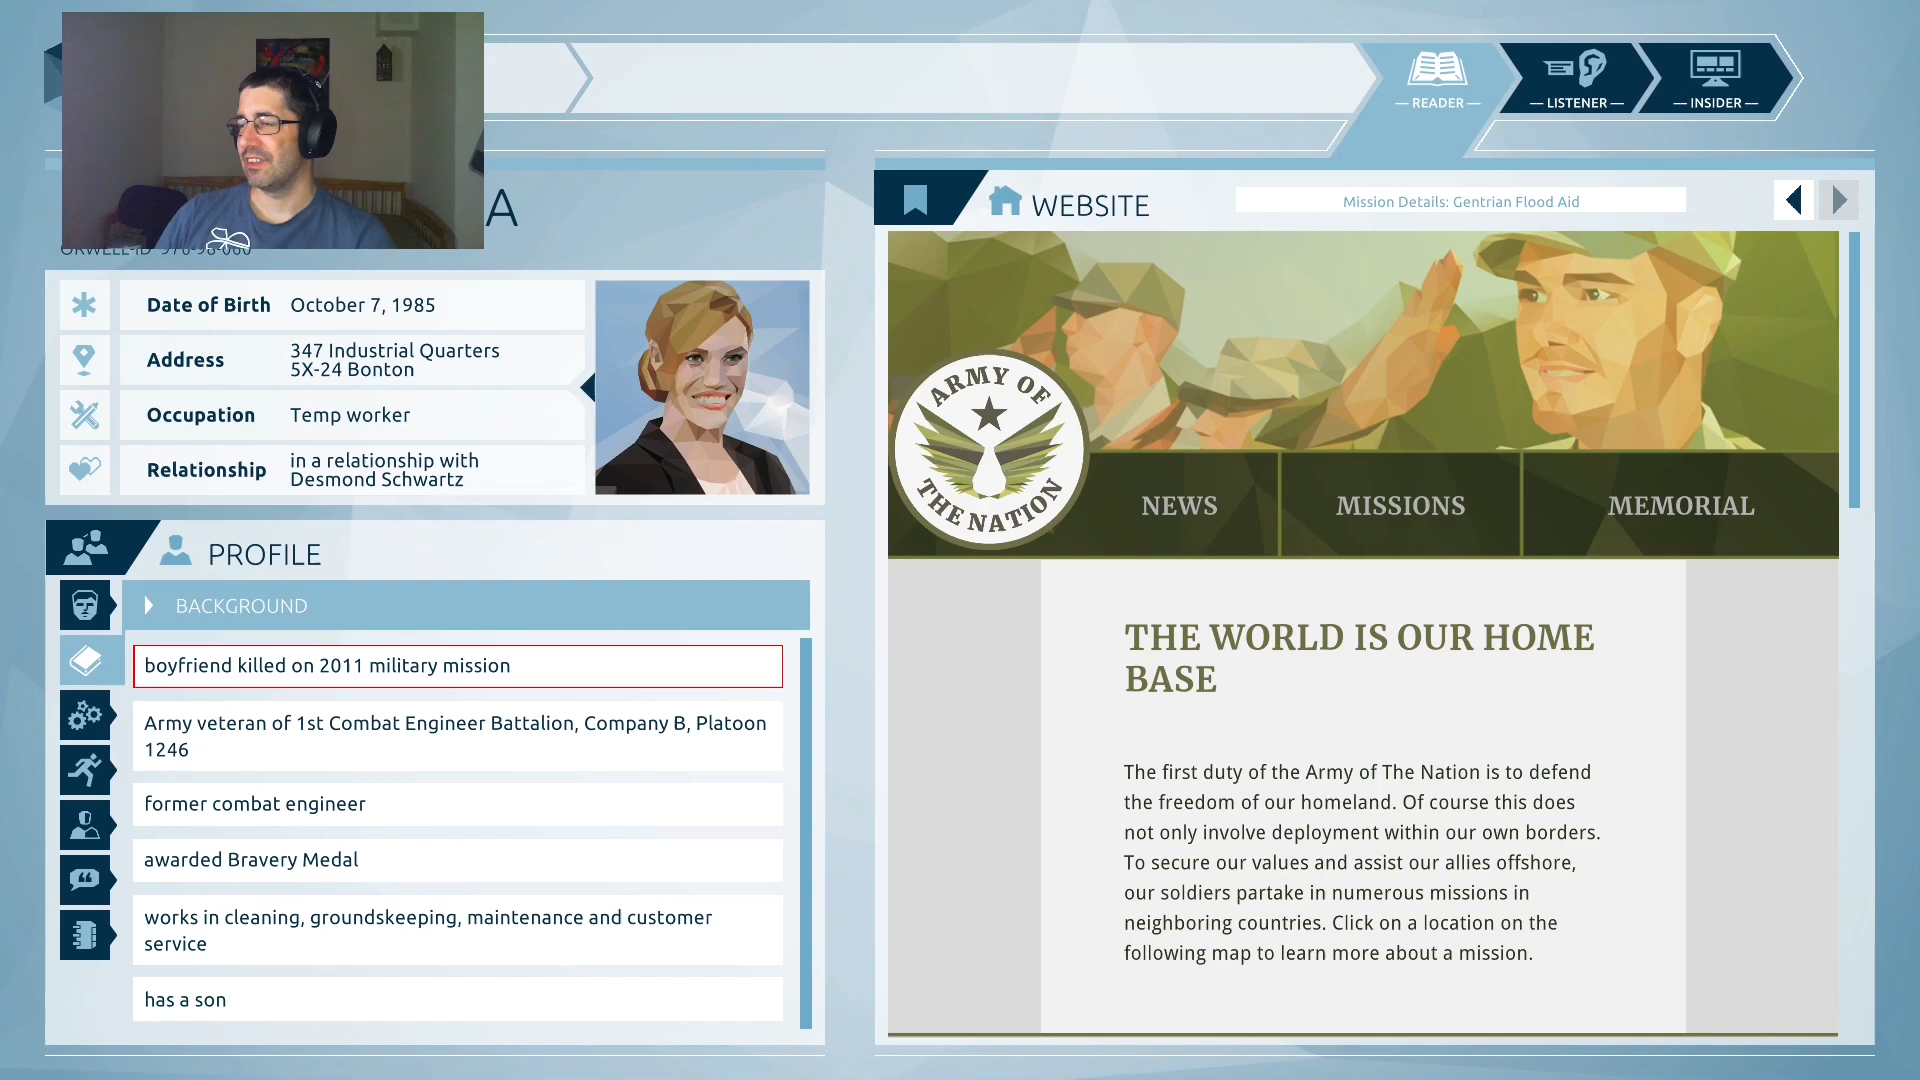 READER
LISTENER
INSIDER
A
WEBSITE
Mission Details: Gentrian Flood Aid
Date of Birth October 7, 1985
Address 347 Industrial Quarters
5X-24 Bonton
Occupation Temp worker
Relationship in a relationship with
Desmond Schwartz
PROFILE
BACKGROUND
boyfriend killed on 2011 military mission
Army veteran of 1st Combat Engineer Battalion, Company B, Platoon
1246
former combat engineer
awarded Bravery Medal
works in cleaning, groundskeeping, maintenance and customer
service
has a son
ARMY OF
THE NATION
NEWS
MISSIONS
MEMORIAL
THE WORLD IS OUR HOME
BASE
The first duty of the Army of The Nation is to defend
the freedom of our homeland. Of course this does
not only involve deployment within our own borders.
To secure our values and assist our allies offshore,
our soldiers partake in numerous missions in
neighboring countries. Click on a location on the
following map to learn more about a mission.